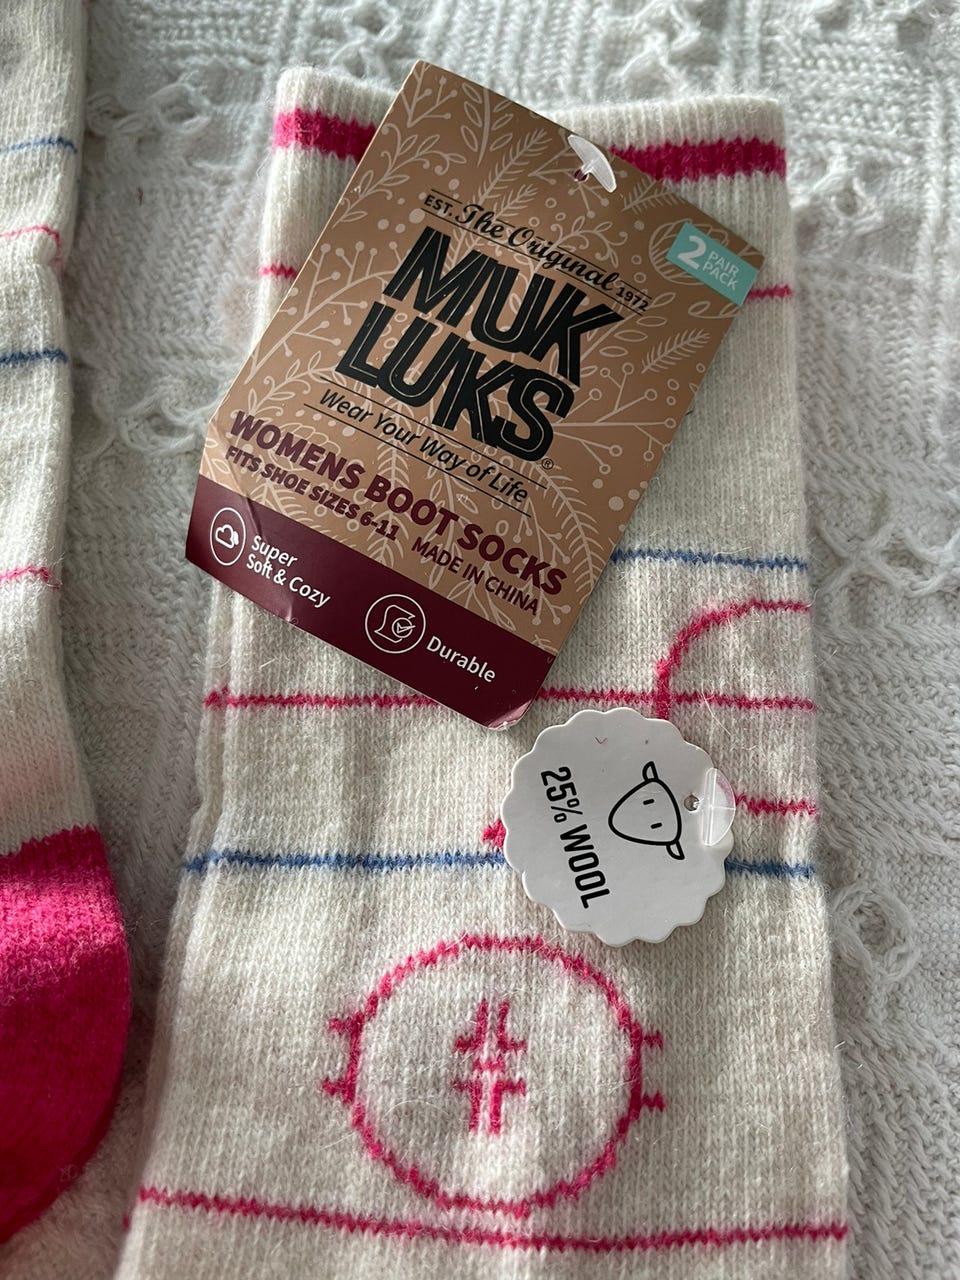 EST. The Original 1972
MUK
LUKS®
Wear Your Way of Life
2 PAIR
PACK
WOMENS BOOT SOCKS
FITS SHOE SIZES 6-11 MADE IN CHINA
Super
Soft & Cozy
Durable
25% WOOL